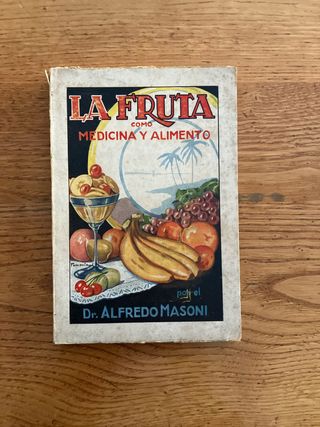 LA FRUTA
COMO
MEDICINA Y ALIMENTO
por el
Dr. ALFREDO MASONI